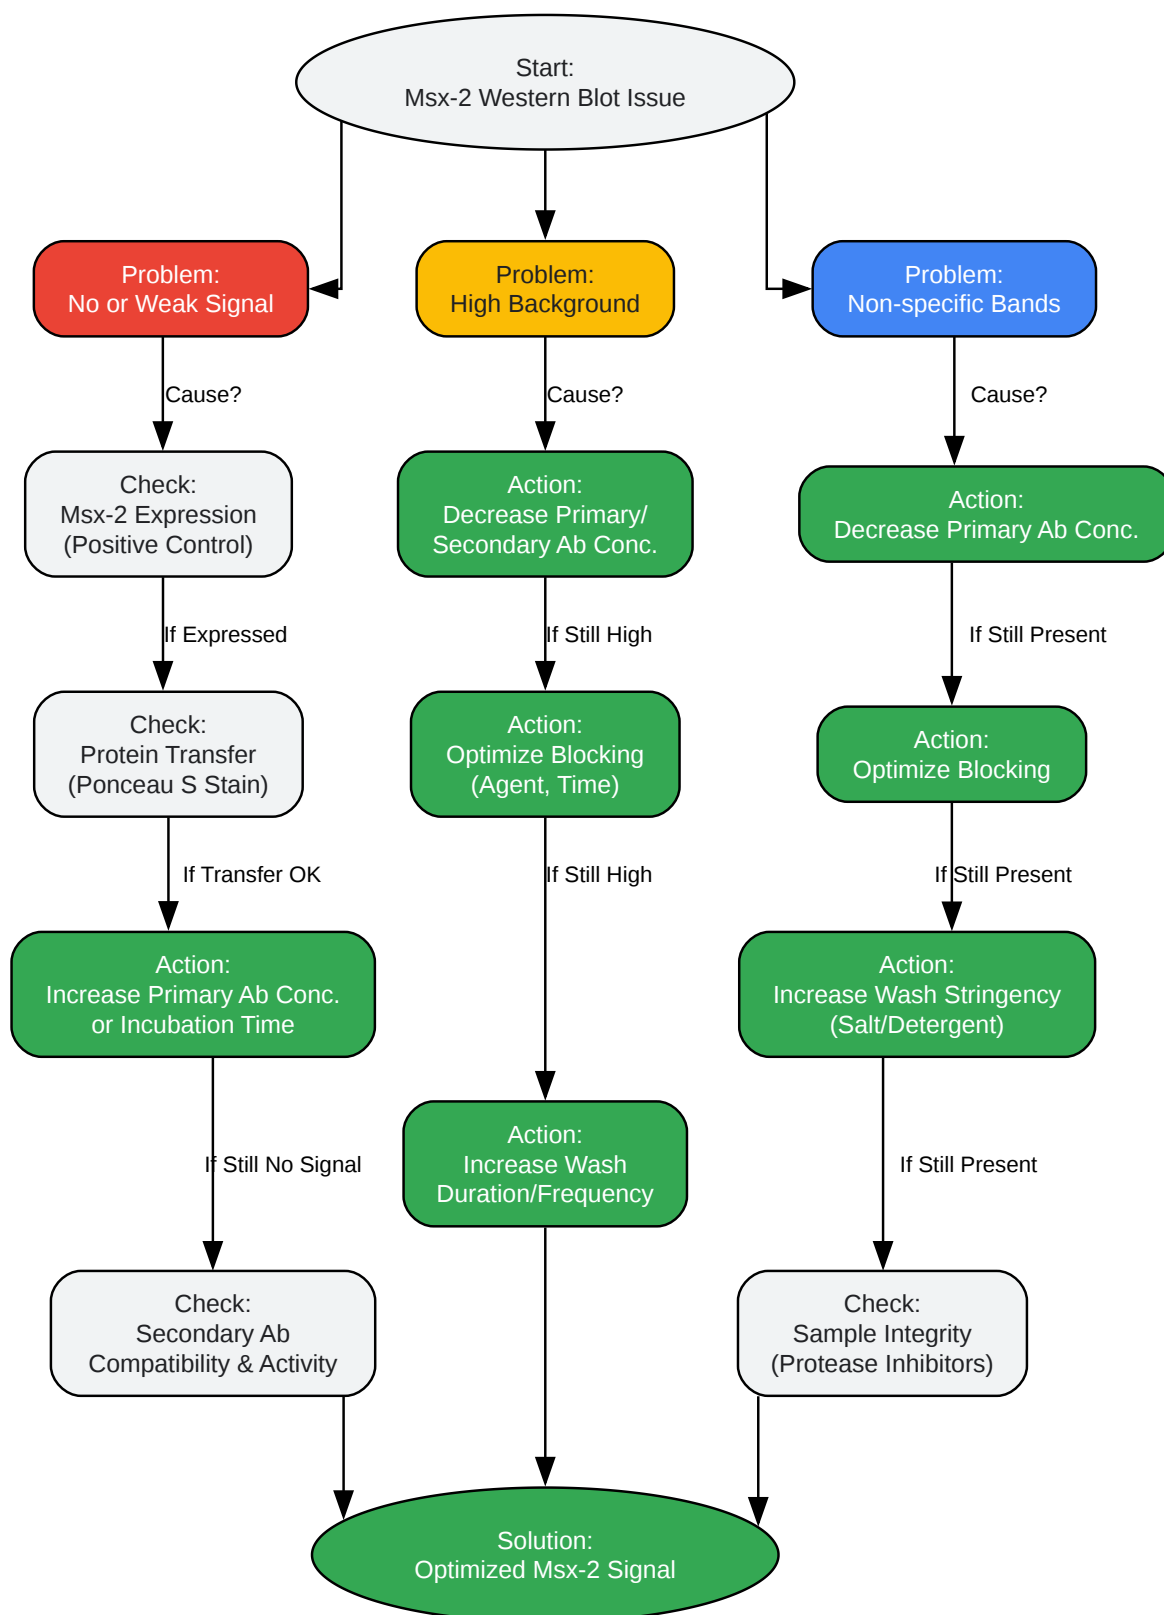 Start:
Msx-2 Western Blot Issue
Problem:
No or Weak Signal
Problem:
High Background
Problem:
Non-specific Bands
Cause?
Cause?
Cause?
Check:
Msx-2 Expression
(Positive Control)
Action:
Decrease Primary/
Secondary Ab Conc.
Action:
Decrease Primary Ab Conc.
If Expressed
If Still High
If Still Present
Check:
Protein Transfer
(Ponceau S Stain)
Action:
Optimize Blocking
(Agent, Time)
Action:
Optimize Blocking
If Transfer OK
If Still High
If Still Present
Action:
Increase Primary Ab Conc.
or Incubation Time
Action:
Increase Wash Stringency
(Salt/Detergent)
Action:
Increase Wash
Duration/Frequency
If Still No Signal
If Still Present
Check:
Secondary Ab
Compatibility & Activity
Check:
Sample Integrity
(Protease Inhibitors)
Solution:
Optimized Msx-2 Signal